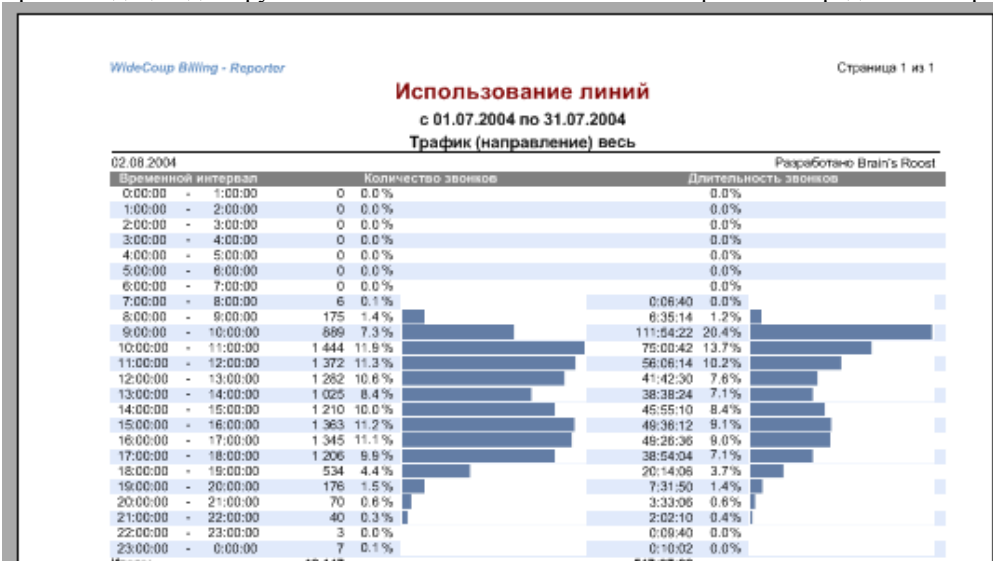 WideCoup Billing - Reporter Страница 1 из 1
Использование линий
с 01.07.2004 по 31.07.2004
Трафик (направление) весь
02.08.2004 Разработано Brain's Roost
Временной интервал Количество звонков Длительность звонков
0:00:00 - 1:00:00 0 0.0% 0.0%
1:00:00 - 2:00:00 0 0.0% 0.0%
2:00:00 - 3:00:00 0 0.0% 0.0%
3:00:00 - 4:00:00 0 0.0% 0.0%
4:00:00 - 5:00:00 0 0.0% 0.0%
5:00:00 - 6:00:00 0 0.0% 0.0%
6:00:00 - 7:00:00 0 0.0% 0.0%
7:00:00 - 8:00:00 6 0.1% 0:06:40 0.0%
8:00:00 - 9:00:00 175 1.4% 6:35:14 1.2%
9:00:00 - 10:00:00 889 7.3% 111:54:22 20.4%
10:00:00 - 11:00:00 1 444 11.9% 75:00:42 13.7%
11:00:00 - 12:00:00 1 372 11.3% 56:06:14 10.2%
12:00:00 - 13:00:00 1 282 10.6% 41:42:30 7.6%
13:00:00 - 14:00:00 1 025 8.4% 38:38:24 7.1%
14:00:00 - 15:00:00 1 210 10.0% 45:55:10 8.4%
15:00:00 - 16:00:00 1 363 11.2% 49:36:12 9.1%
16:00:00 - 17:00:00 1 345 11.1% 49:26:36 9.0%
17:00:00 - 18:00:00 1 206 9.9% 38:54:04 7.1%
18:00:00 - 19:00:00 534 4.4% 20:14:06 3.7%
19:00:00 - 20:00:00 176 1.5% 7:31:50 1.4%
20:00:00 - 21:00:00 70 0.6% 3:33:06 0.6%
21:00:00 - 22:00:00 40 0.3% 2:02:10 0.4%
22:00:00 - 23:00:00 3 0.0% 0:09:40 0.0%
23:00:00 - 0:00:00 7 0.1% 0:10:02 0.0%